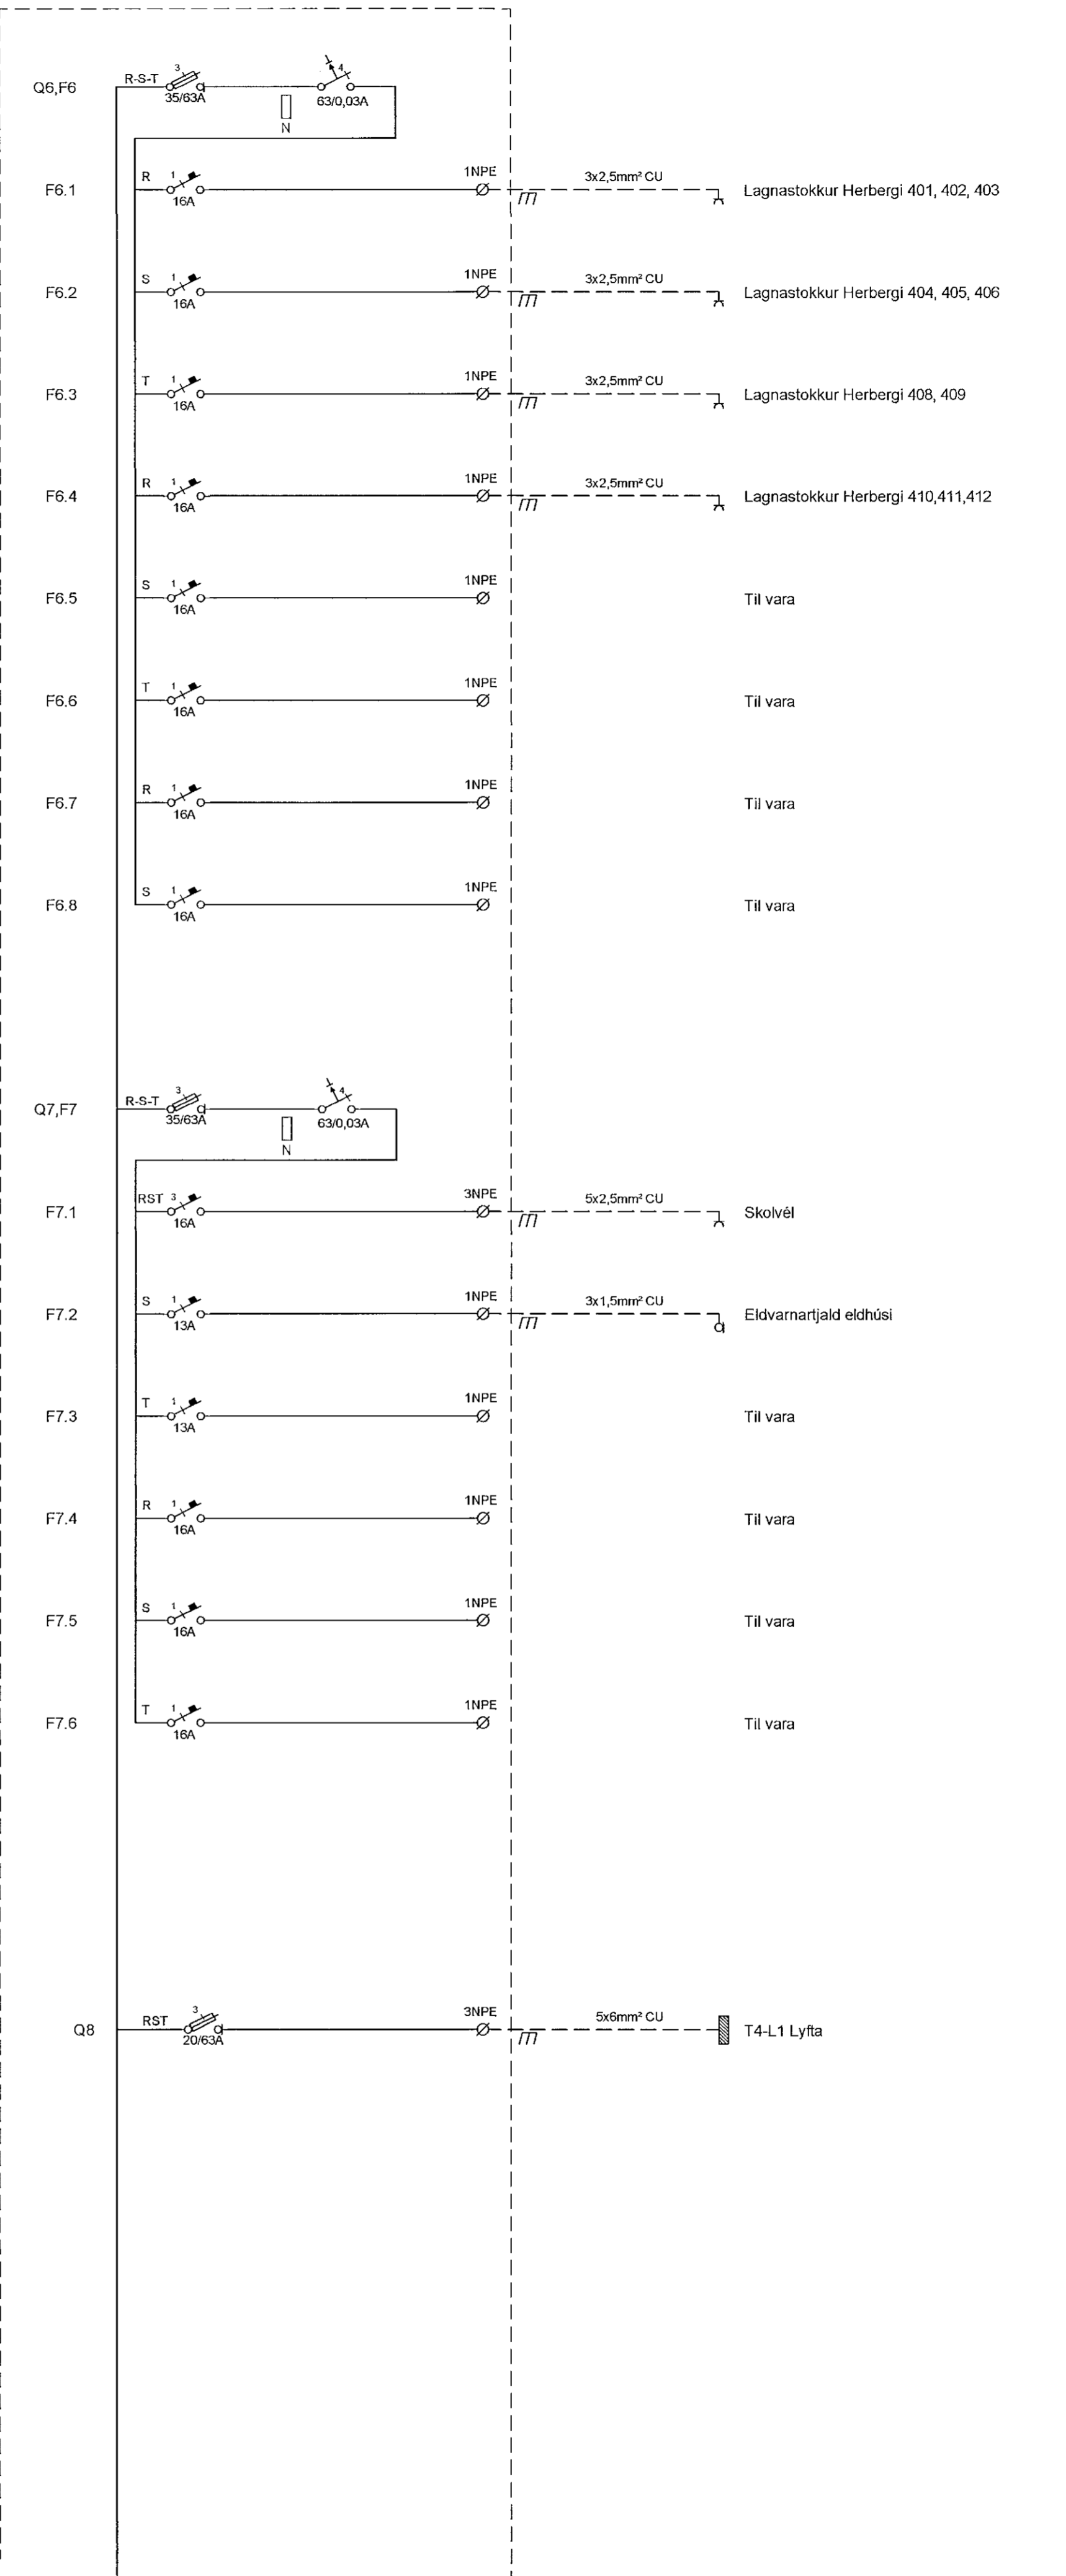 Q6,F6 R-S-T 3 35/63A N 4 63/0,03A
F6.1 R 1 16A 1NPE 3x2,5mm² CU Lagnastokkur Herbergi 401, 402, 403
F6.2 S 1 16A 1NPE 3x2,5mm² CU Lagnastokkur Herbergi 404, 405, 406
F6.3 T 1 16A 1NPE 3x2,5mm² CU Lagnastokkur Herbergi 408, 409
F6.4 R 1 16A 1NPE 3x2,5mm² CU Lagnastokkur Herbergi 410,411,412
F6.5 S 1 16A 1NPE Til vara
F6.6 T 1 16A 1NPE Til vara
F6.7 R 1 16A 1NPE Til vara
F6.8 S 1 16A 1NPE Til vara
Q7,F7 R-S-T 3 35/63A N 4 63/0,03A
F7.1 RST 3 16A 3NPE 5x2,5mm² CU Skolvél
F7.2 S 1 13A 1NPE 3x1,5mm² CU Eldvarnartjald eldhúsi
F7.3 T 1 13A 1NPE Til vara
F7.4 R 1 16A 1NPE Til vara
F7.5 S 1 16A 1NPE Til vara
F7.6 T 1 16A 1NPE Til vara
Q8 RST 3 20/63A 3NPE 5x6mm² CU T4-L1 Lyfta